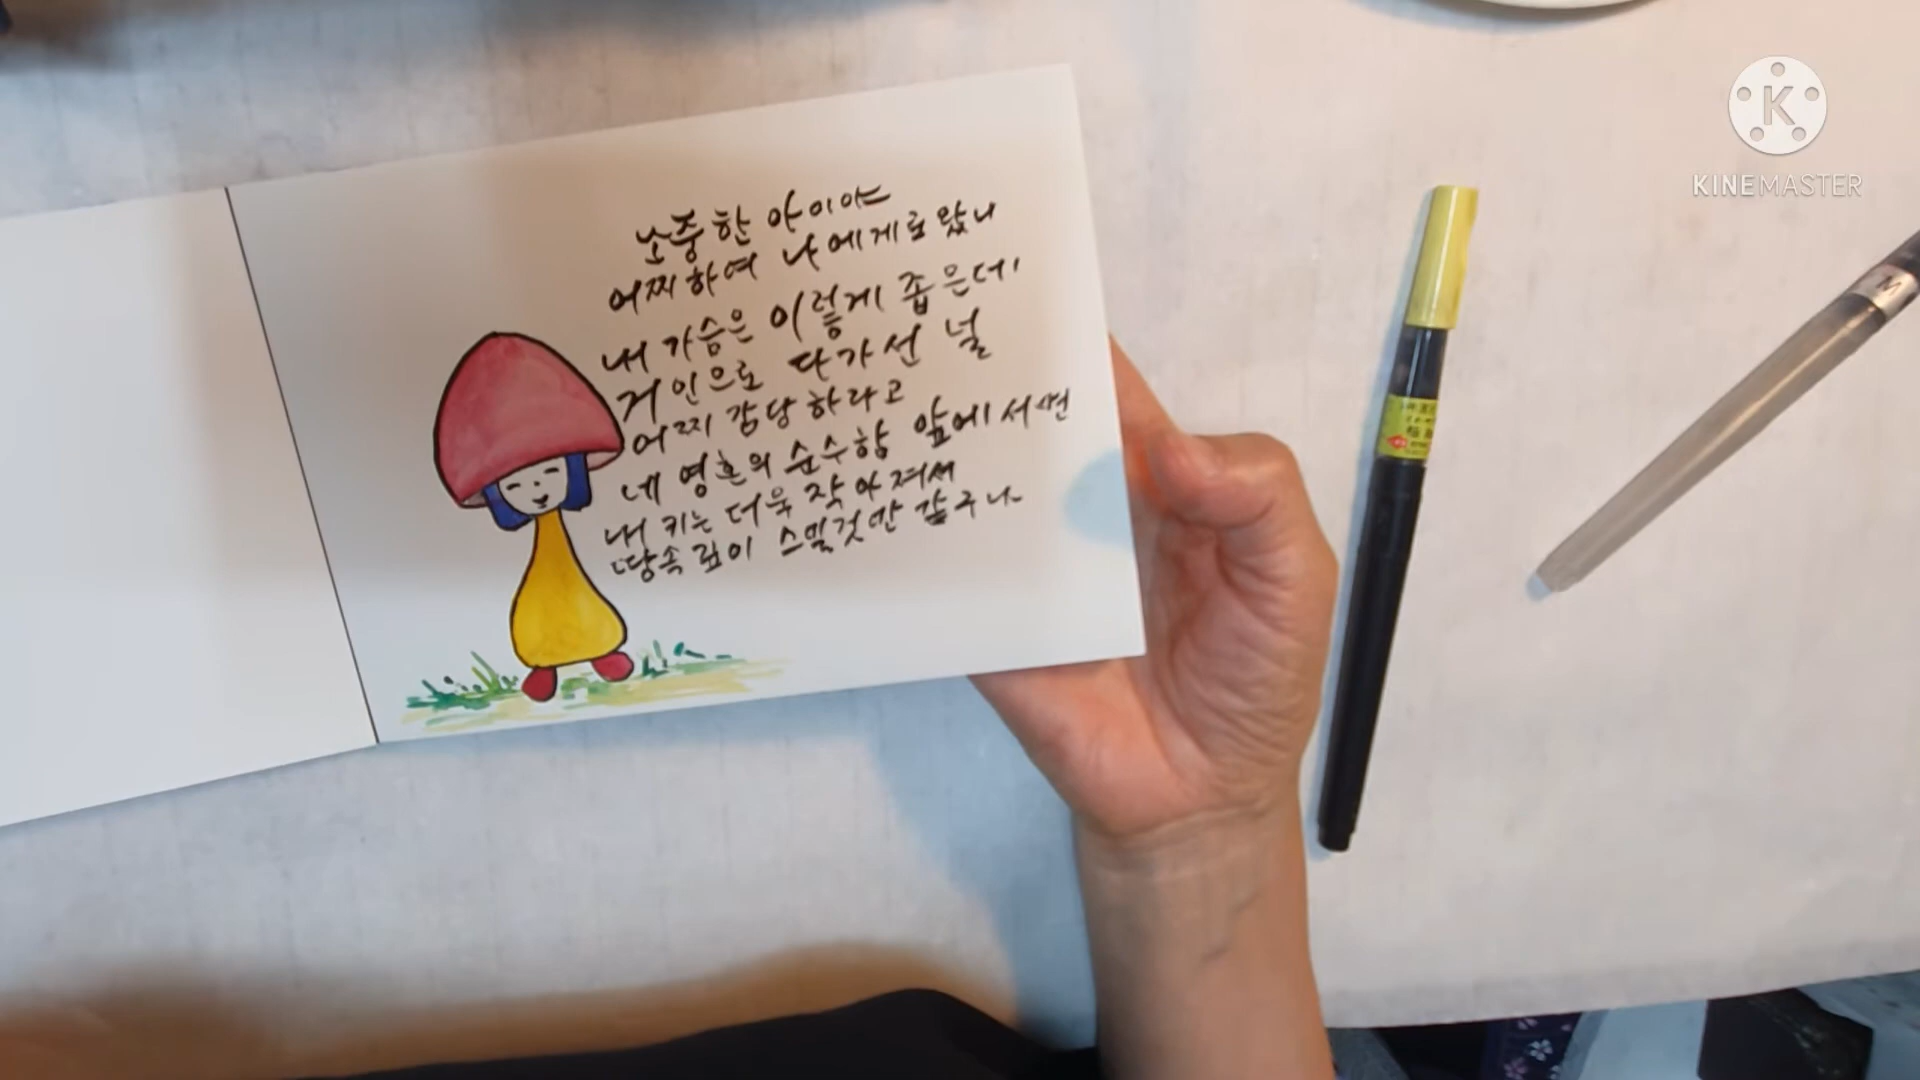 소중한 아이야
어찌하여 나에게로 왔니
내 가슴은 이렇게 좁은데
거인으로 다가선 널
어찌 감당하라고
네 영혼의 순수함 앞에 서면
내 키는 더욱 작아져서
땅속 깊이 스밀것만 같구나
KINEMASTER
M